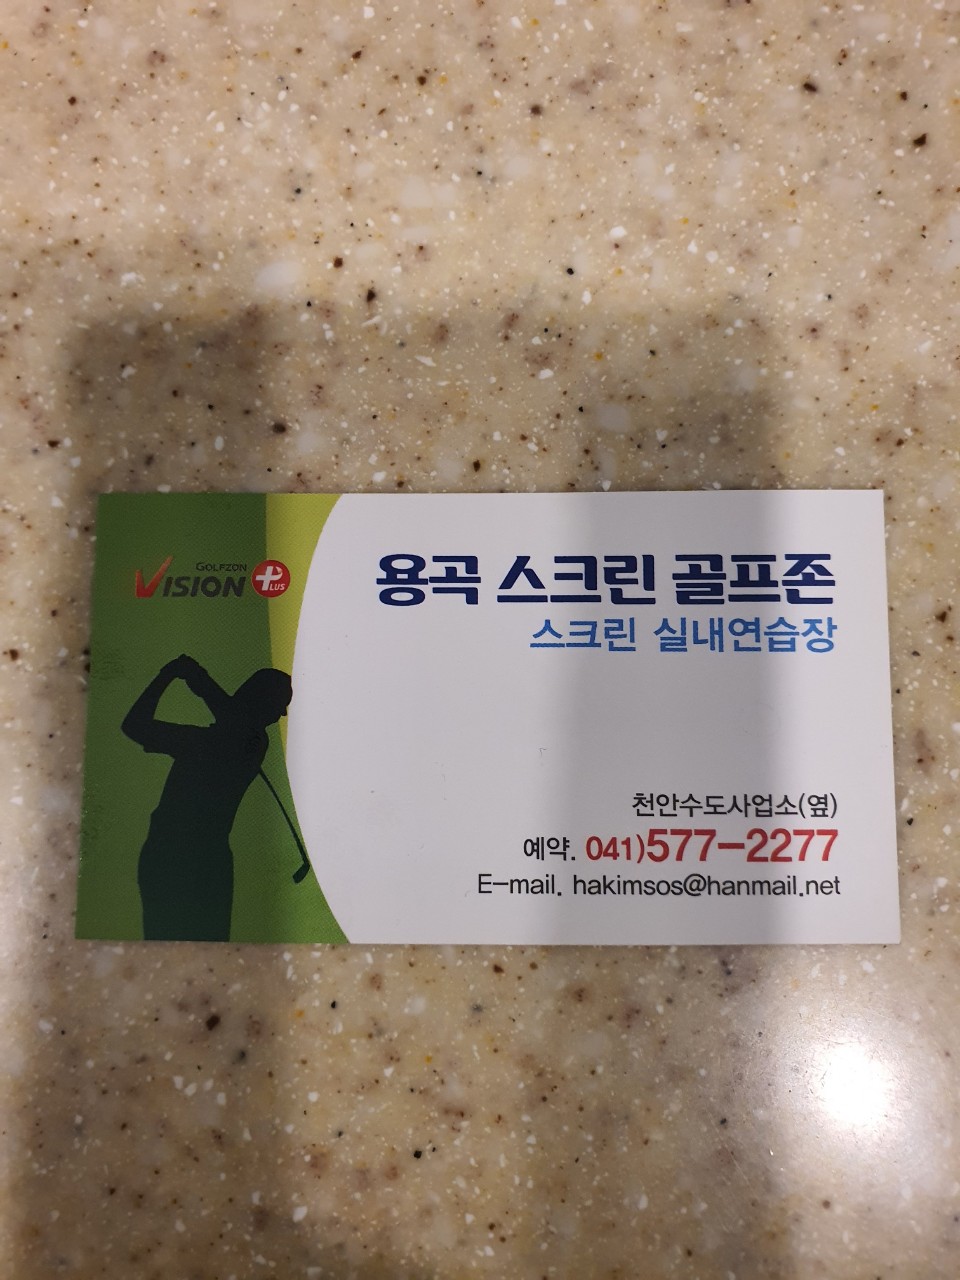 GOLFZON
VISION PLUS
용곡 스크린 골프존
스크린 실내연습장
천안수도사업소(옆)
예약. 041)577-2277
E-mail. hakimsos@hanmail.net